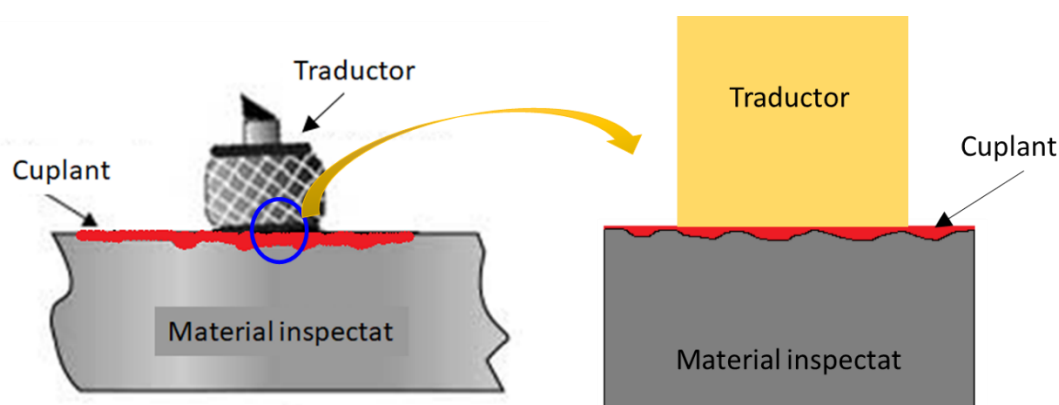 Traductor
Cuplant
Material inspectat
Traductor
Cuplant
Material inspectat